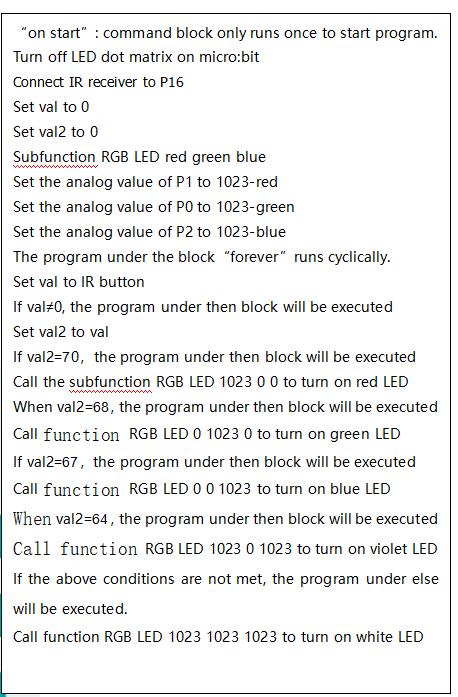 “on start”: command block only runs once to start program.
Turn off LED dot matrix on micro:bit
Connect IR receiver to P16
Set val to 0
Set val2 to 0
Subfunction RGB LED red green blue
Set the analog value of P1 to 1023-red
Set the analog value of P0 to 1023-green
Set the analog value of P2 to 1023-blue
The program under the block “forever” runs cyclically.
Set val to IR button
If val≠0, the program under then block will be executed
Set val2 to val
If val2=70, the program under then block will be executed
Call the subfunction RGB LED 1023 0 0 to turn on red LED
When val2=68, the program under then block will be executed
Call function RGB LED 0 1023 0 to turn on green LED
If val2=67, the program under then block will be executed
Call function RGB LED 0 0 1023 to turn on blue LED
When val2=64, the program under then block will be executed
Call function RGB LED 1023 0 1023 to turn on violet LED
If the above conditions are not met, the program under else
will be executed.
Call function RGB LED 1023 1023 1023 to turn on white LED